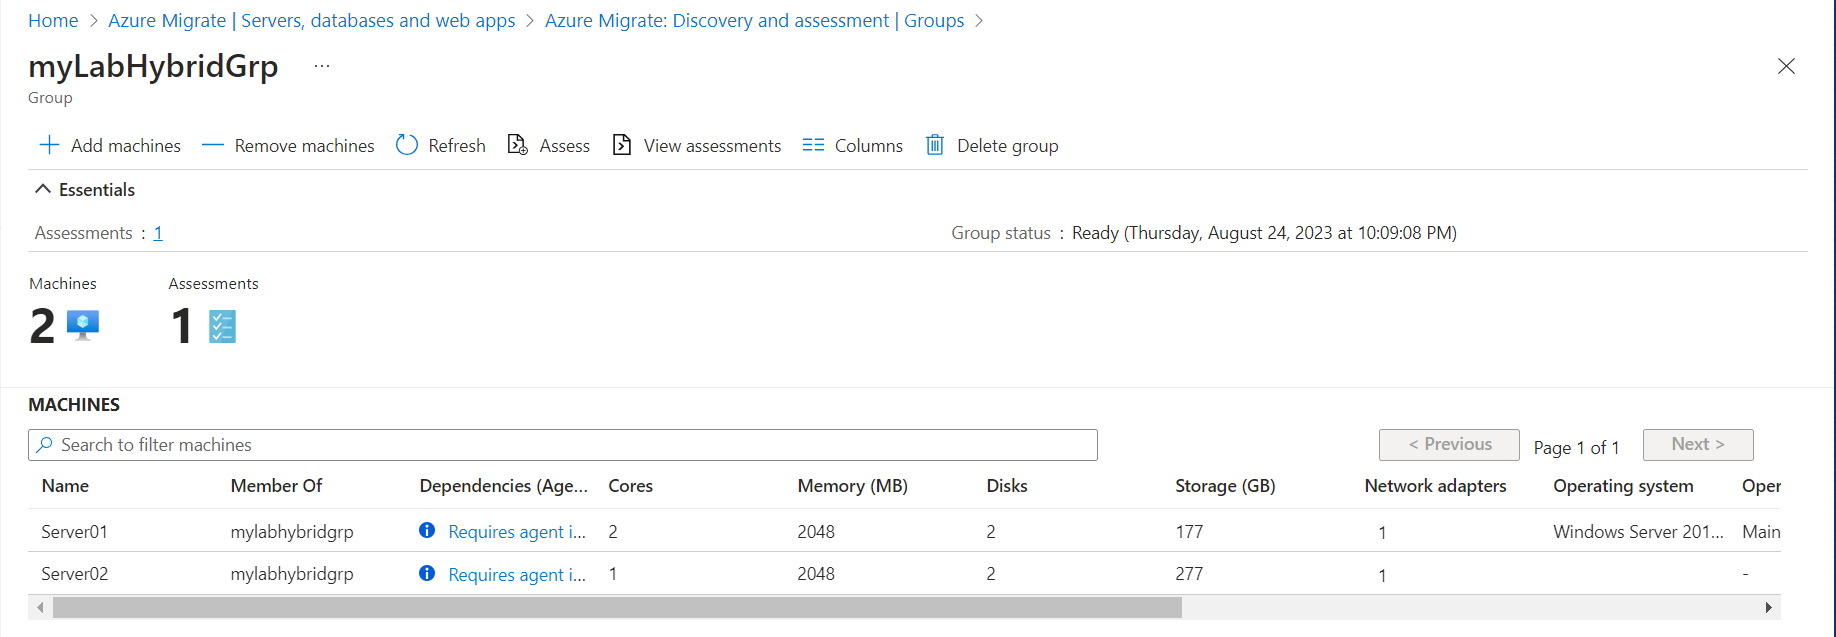 Home > Azure Migrate | Servers, databases and web apps > Azure Migrate: Discovery and assessment | Groups >
myLabHybridGrp ...
Group
Add machines Remove machines Refresh Assess View assessments Columns Delete group
Essentials
Assessments : 1 Group status : Ready (Thursday, August 24, 2023 at 10:09:08 PM)
Machines Assessments
2 1
MACHINES
Search to filter machines < Previous Page 1 of 1 Next >
Name Member Of Dependencies (Age... Cores Memory (MB) Disks Storage (GB) Network adapters Operating system Oper
Server01 mylabhybridgrp Requires agent i... 2 2048 2 177 1 Windows Server 201... Main
Server02 mylabhybridgrp Requires agent i... 1 2048 2 277 1 -